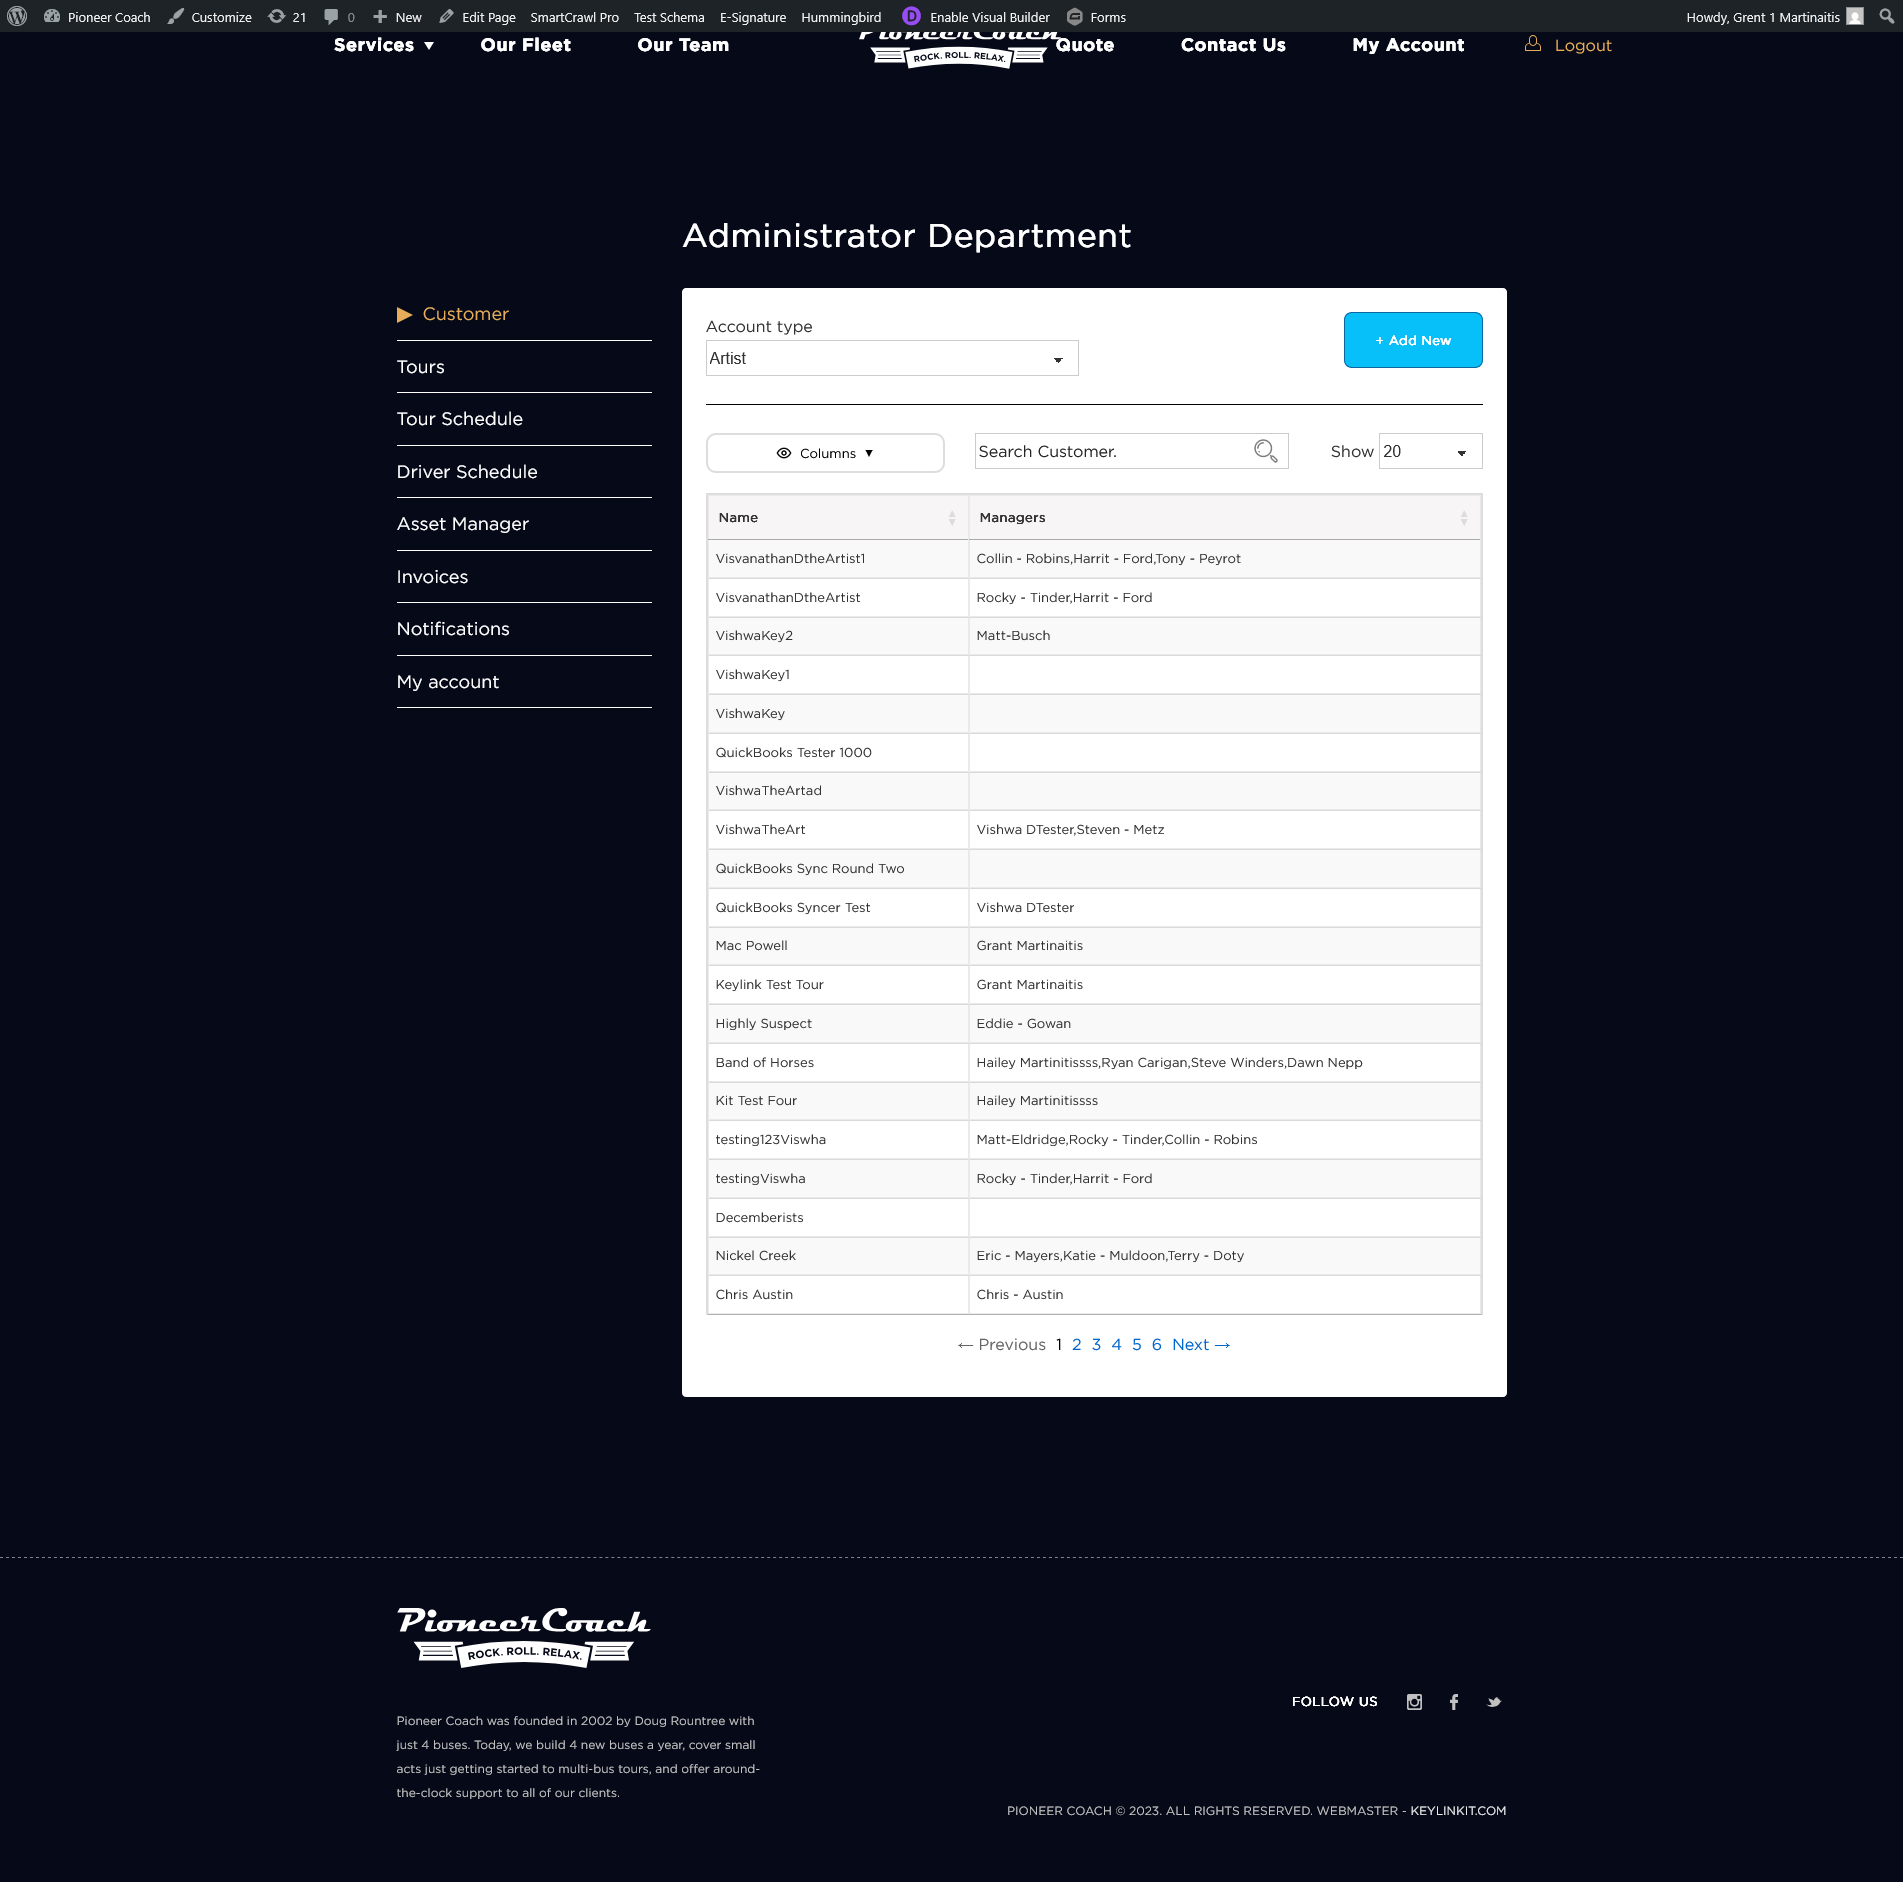 Pioneer Coach Customize 21 0 New Edit Page SmartCrawl Pro Test Schema E-Signature Hummingbird Enable Visual Builder Forms Howdy, Grent 1 Martinaitis
Services ▼ Our Fleet Our Team PioneerCoach Quote Contact Us My Account Logout
ROCK. ROLL. RELAX.
Administrator Department
▶ Customer
Tours
Tour Schedule
Driver Schedule
Asset Manager
Invoices
Notifications
My account
Account type
Artist
+ Add New
Columns ▼ Search Customer. Show 20
Name Managers
VisvanathanDtheArtist1 Collin - Robins,Harrit - Ford,Tony - Peyrot
VisvanathanDtheArtist Rocky - Tinder,Harrit - Ford
VishwaKey2 Matt-Busch
VishwaKey1
VishwaKey
QuickBooks Tester 1000
VishwaTheArtad
VishwaTheArt Vishwa DTester,Steven - Metz
QuickBooks Sync Round Two
QuickBooks Syncer Test Vishwa DTester
Mac Powell Grant Martinaitis
Keylink Test Tour Grant Martinaitis
Highly Suspect Eddie - Gowan
Band of Horses Hailey Martinitissss,Ryan Carigan,Steve Winders,Dawn Nepp
Kit Test Four Hailey Martinitissss
testing123Viswha Matt-Eldridge,Rocky - Tinder,Collin - Robins
testingViswha Rocky - Tinder,Harrit - Ford
Decemberists
Nickel Creek Eric - Mayers,Katie - Muldoon,Terry - Doty
Chris Austin Chris - Austin
← Previous 1 2 3 4 5 6 Next →
PioneerCoach
ROCK. ROLL. RELAX.
Pioneer Coach was founded in 2002 by Doug Rountree with
just 4 buses. Today, we build 4 new buses a year, cover small
acts just getting started to multi-bus tours, and offer around-
the-clock support to all of our clients.
FOLLOW US
PIONEER COACH © 2023. ALL RIGHTS RESERVED. WEBMASTER - KEYLINKIT.COM